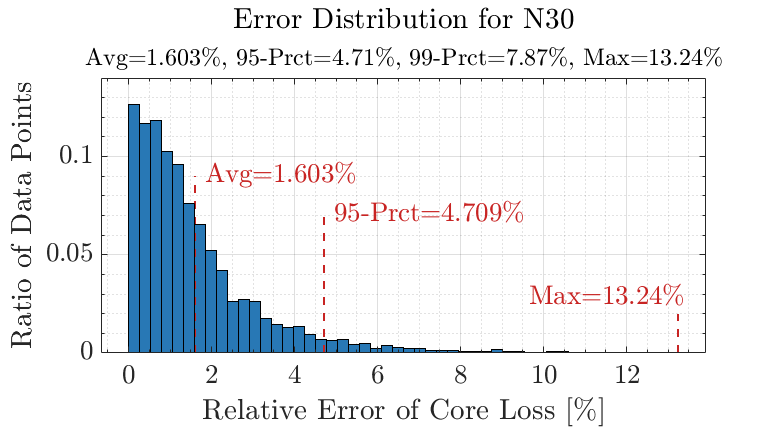 Error Distribution for N30
Avg=1.603%, 95-Prct=4.71%, 99-Prct=7.87%, Max=13.24%
Ratio of Data Points
0.1
0.05
0
Avg=1.603%
95-Prct=4.709%
Max=13.24%
0 2 4 6 8 10 12
Relative Error of Core Loss [%]